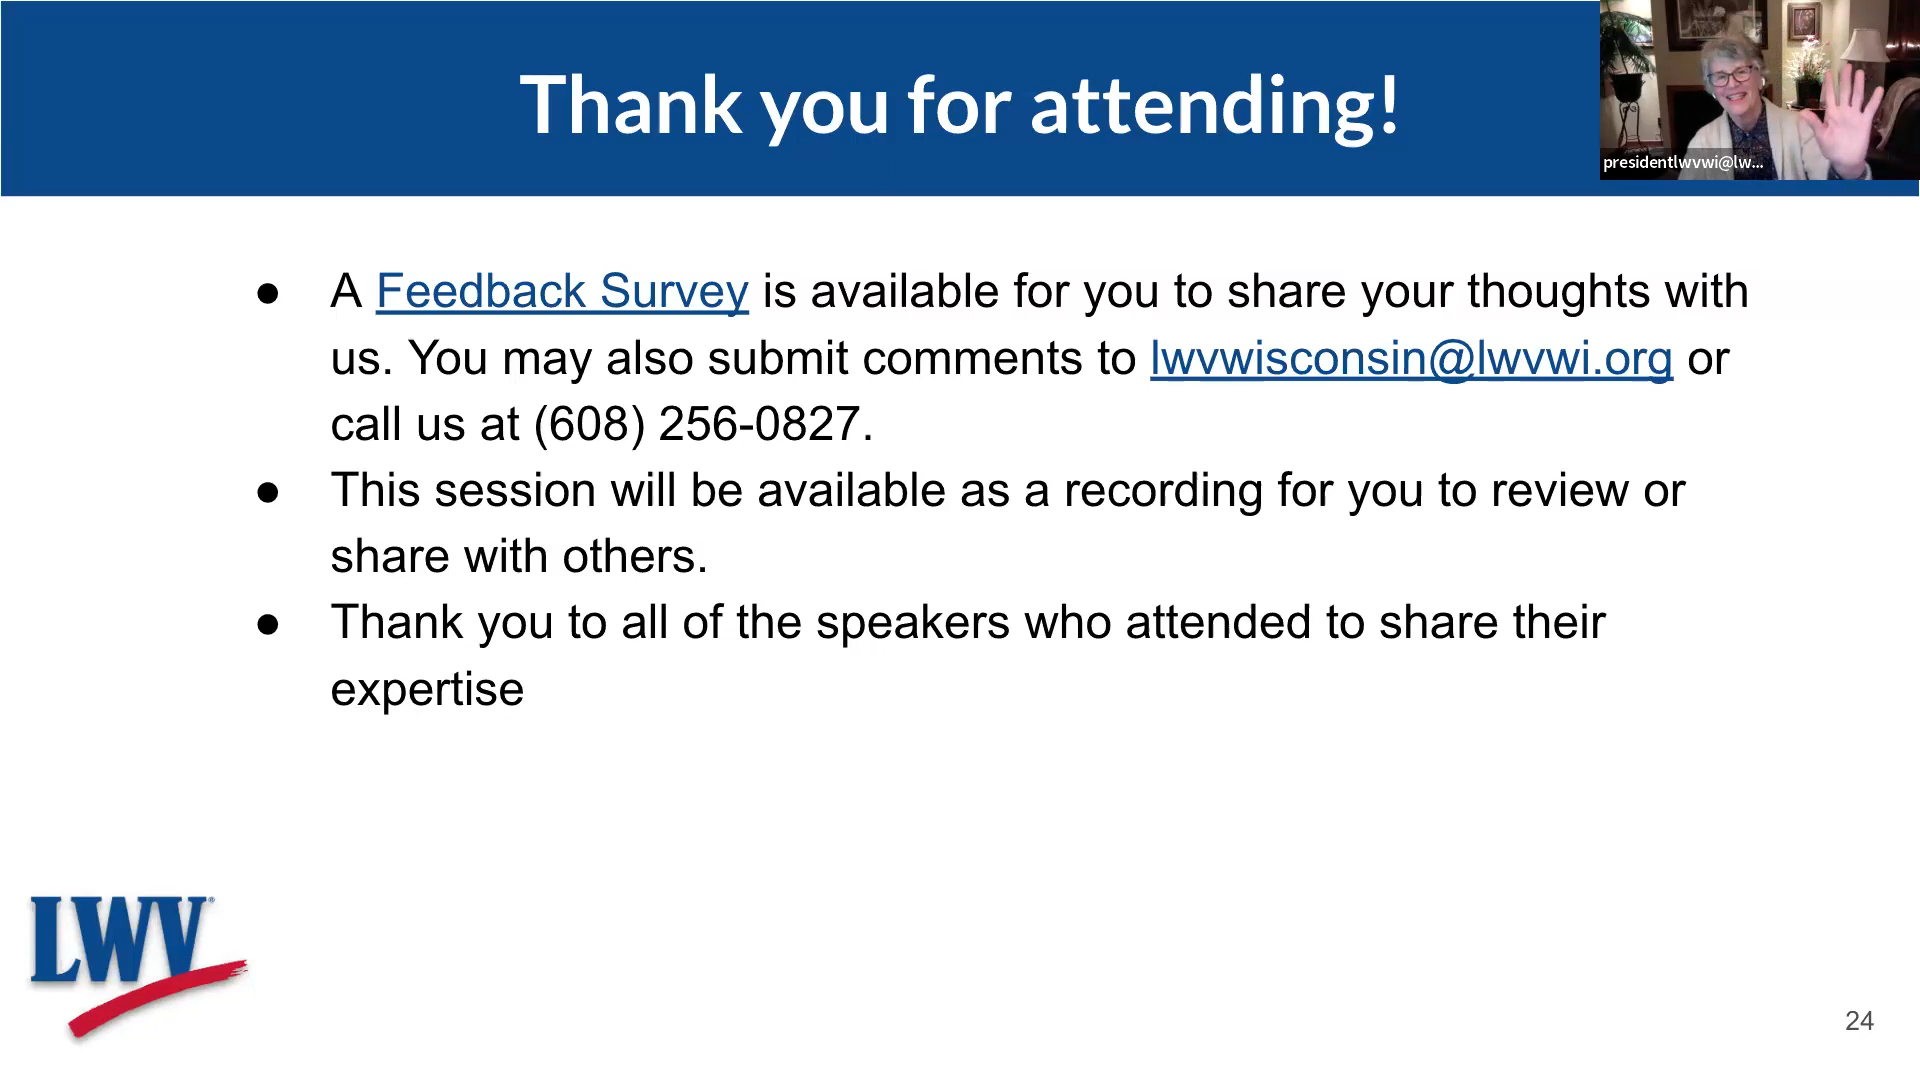 Thank you for attending!
presidentlwvwi@lw...
● A Feedback Survey is available for you to share your thoughts with
us. You may also submit comments to lwvwisconsin@lwvwi.org or
call us at (608) 256-0827.
● This session will be available as a recording for you to review or
share with others.
● Thank you to all of the speakers who attended to share their
expertise
LWV®
24